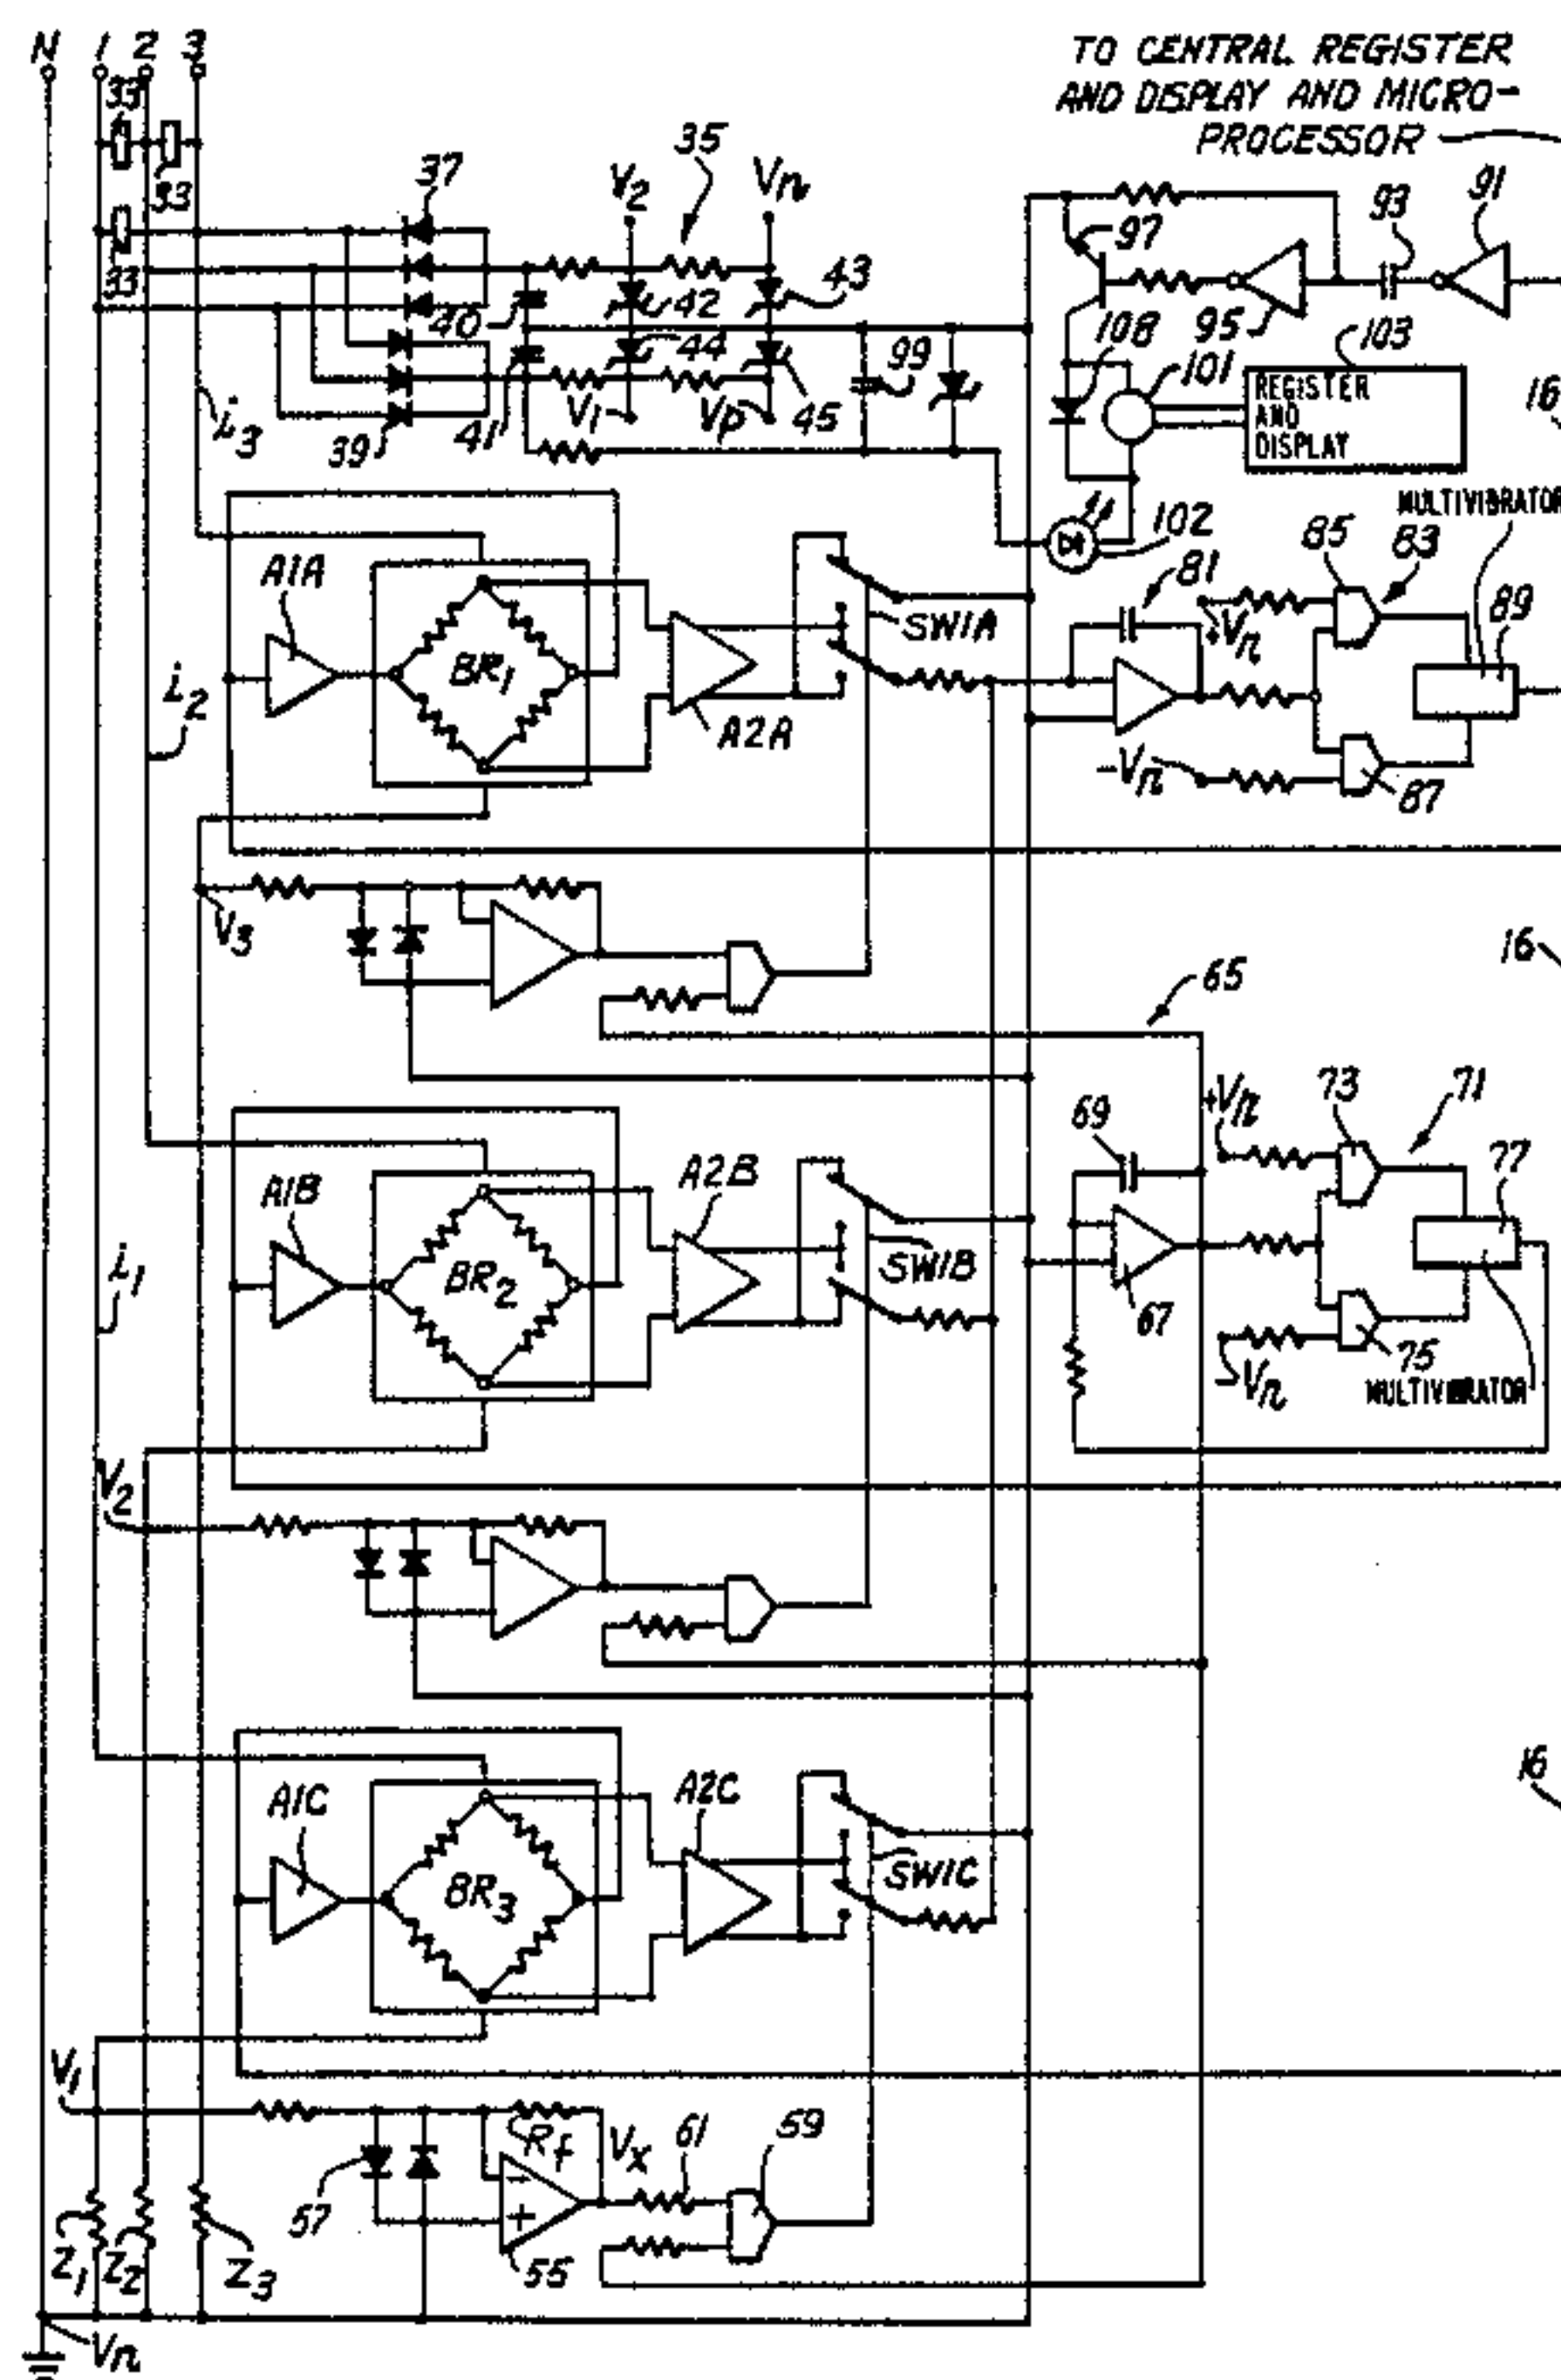 N 1 2 3
TO CENTRAL REGISTER
AND DISPLAY AND MICRO-
PROCESSOR
33
33
33
37
V2
35
Vn
97
93
91
40
42
43
108
95
103
44
99
101
REGISTER
AND
DISPLAY
16
i3
39
41
V1
Vp
45
MULTIVIBRATOR
102
85
83
A1A
81
+Vn
89
SW1A
BR1
i2
A2A
-Vn
87
V3
16
65
73
71
+Vn
69
77
A1B
A2B
i1
BR2
SW1B
67
75
-Vn
MULTIVIBRATOR
V2
16
A1C
A2C
BR3
SW1C
V1
Rf
Vx
61
59
57
-
+
55
Z1
Z2
Z3
Vn